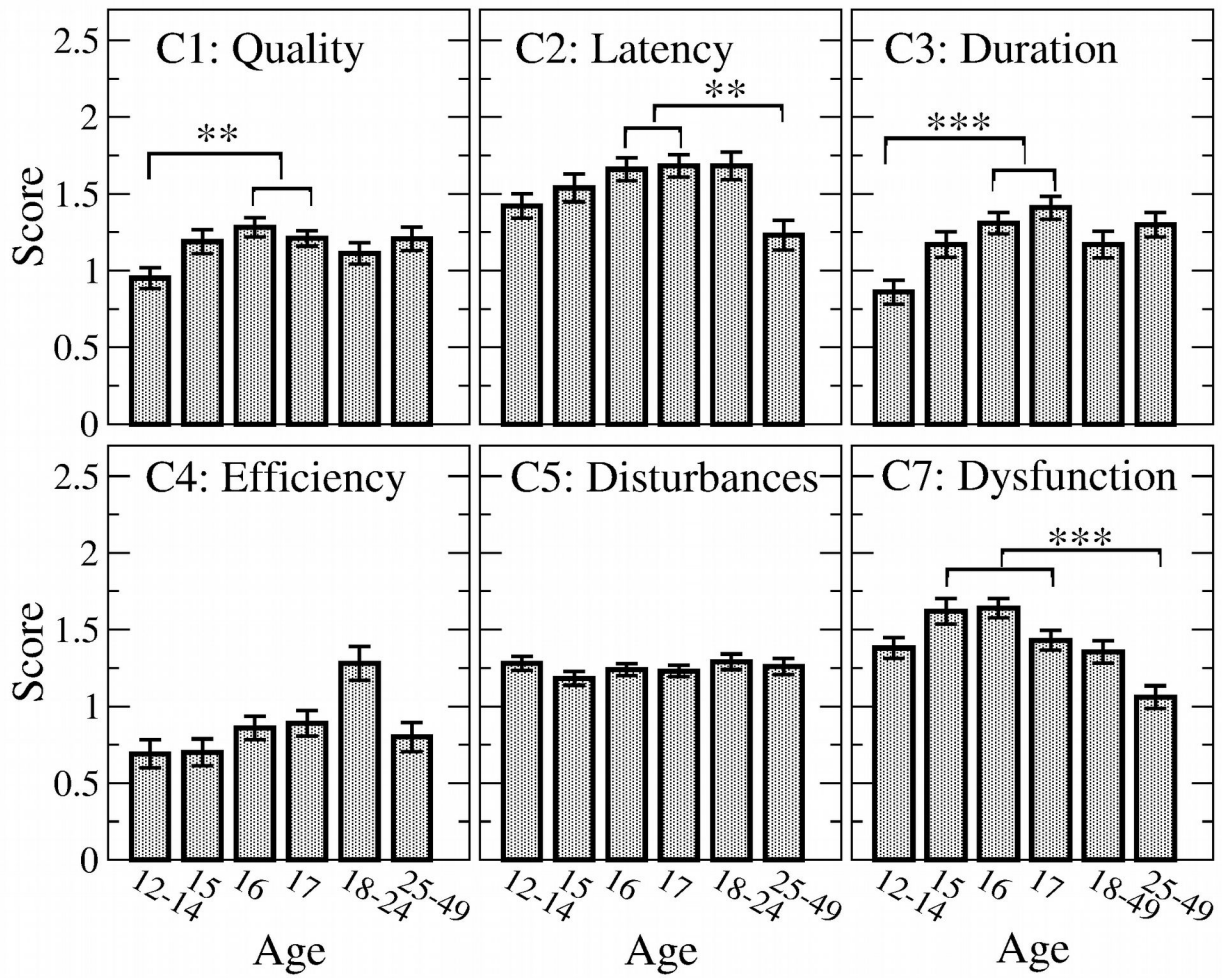 C1: Quality
C2: Latency
C3: Duration
**
**
***
Score
2.5
2
1.5
1
0.5
0
C4: Efficiency
C5: Disturbances
C7: Dysfunction
***
Score
2.5
2
1.5
1
0.5
0
12-14 15 16 17 18-24 25-49
12-14 15 16 17 18-24 25-49
12-14 15 16 17 18-49 25-49
Age
Age
Age